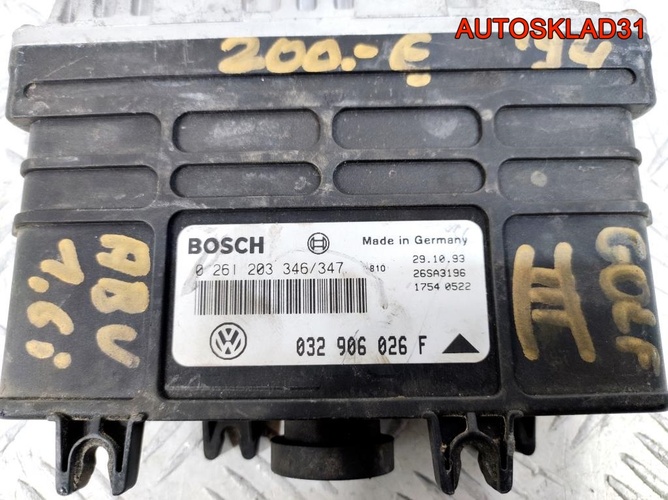 AUTOSKLAD31
200.-€ '94
BOSCH
Made in Germany
0 261 203 346/347
810
29.10.93
26SA3196
1754 0522
032 906 026 F
ABU
1.6i
III
GOLF